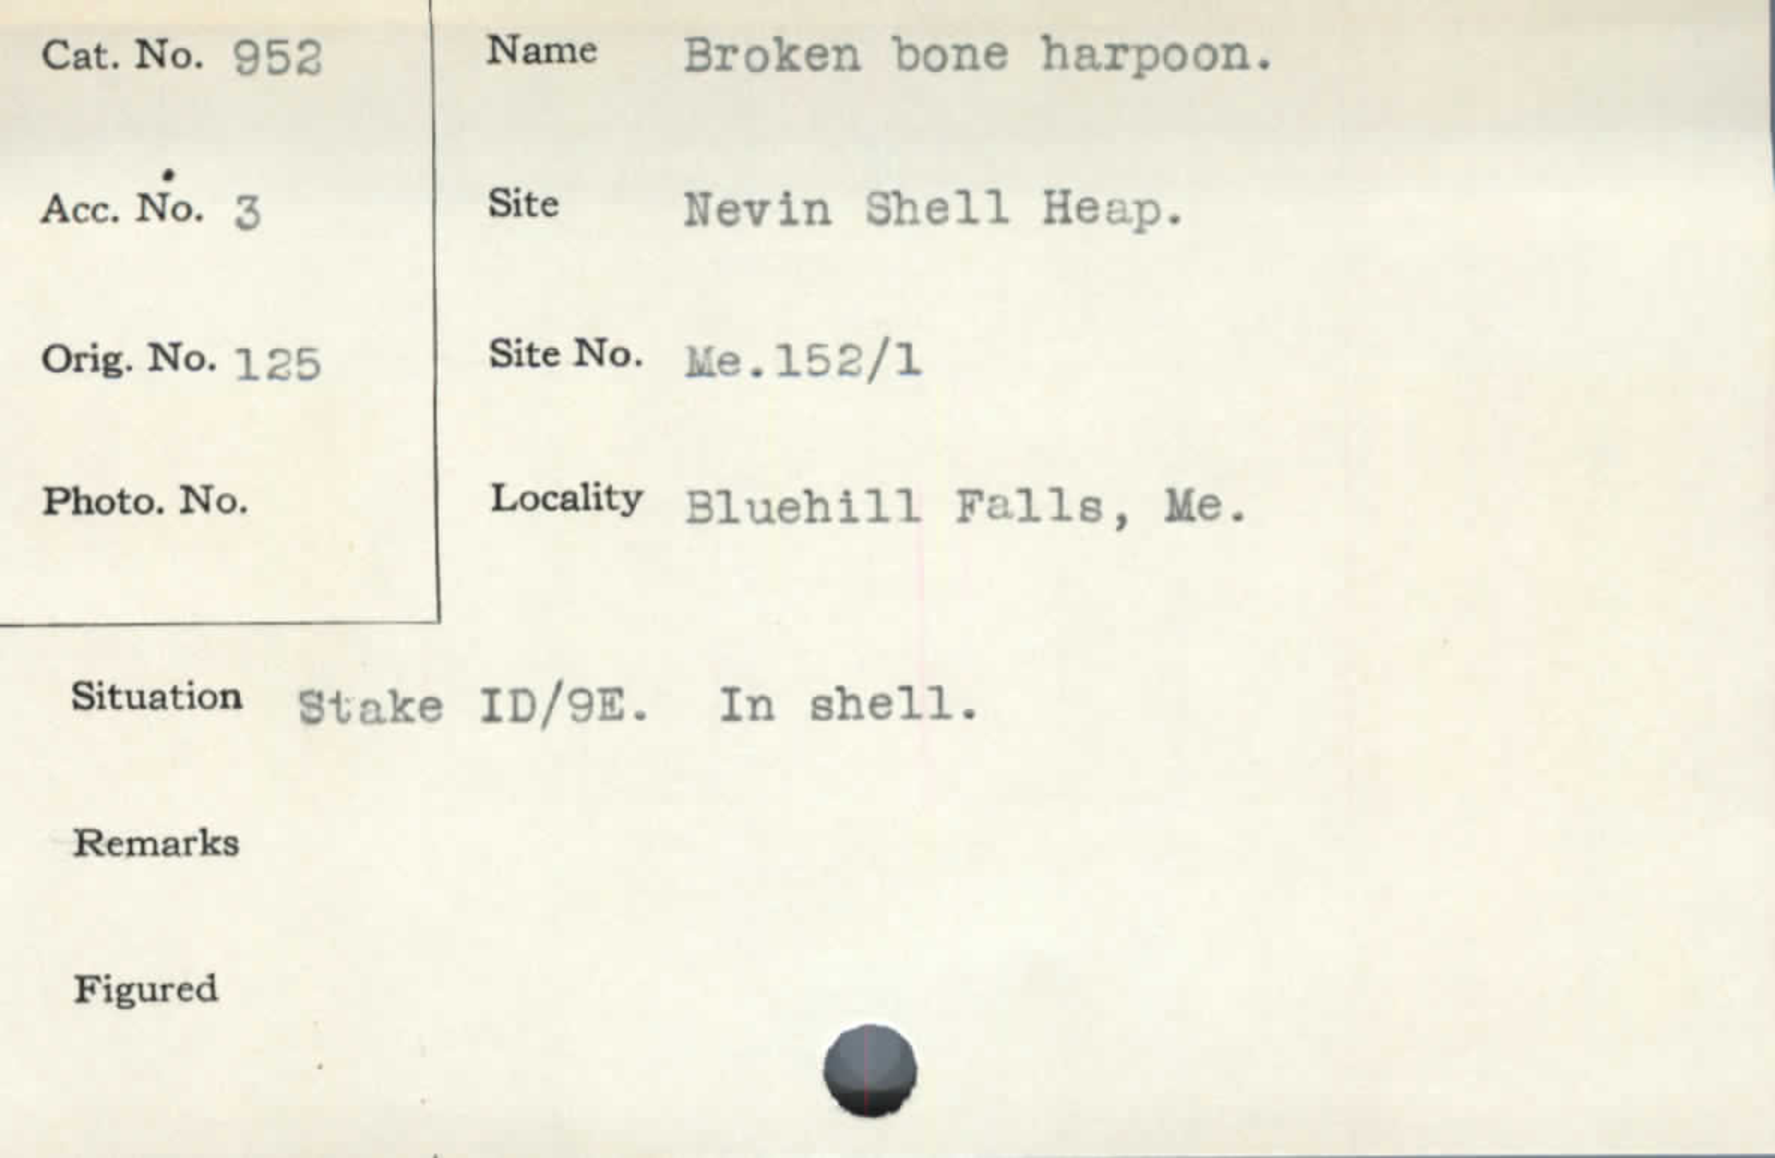 Cat. No. 952
Acc. No. 3
Orig. No. 125
Photo. No.
Name Broken bone harpoon.
Site Nevin Shell Heap.
Site No. Me.152/1
Locality Bluehill Falls, Me.
Situation Stake ID/9E. In shell.
Remarks
Figured